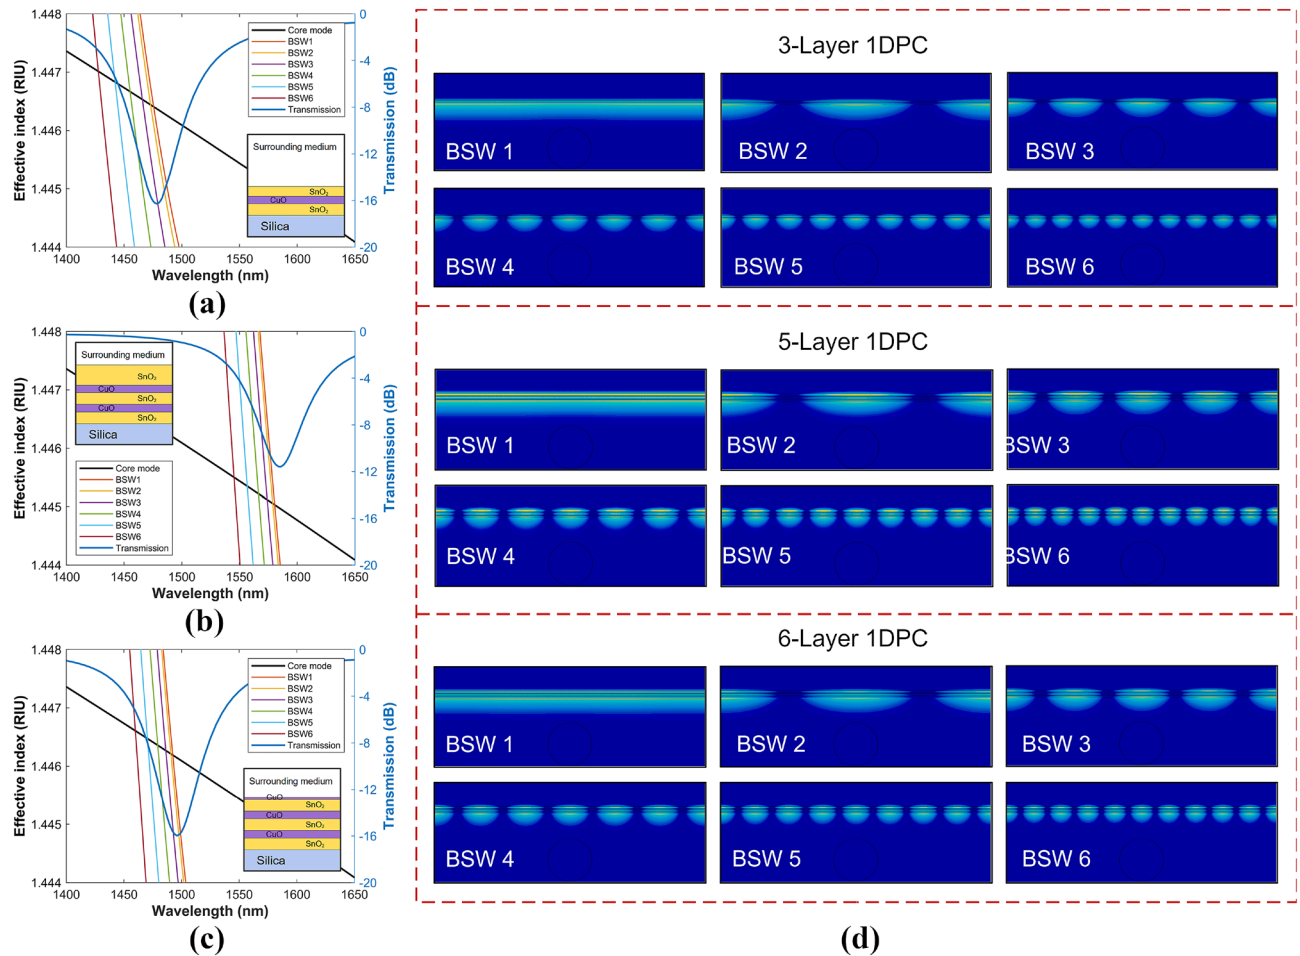 1.448
1.447
1.446
1.445
1.444
Effective index (RIU)
1400 1450 1500 1550 1600 1650
Wavelength (nm)
0
-4
-8
-12
-16
-20
Transmission (dB)
Core mode
BSW1
BSW2
BSW3
BSW4
BSW5
BSW6
Transmission
Surrounding medium
SnO₂
CuO
SnO₂
Silica
(a)
1.448
1.447
1.446
1.445
1.444
Effective index (RIU)
1400 1450 1500 1550 1600 1650
Wavelength (nm)
0
-4
-8
-12
-16
-20
Transmission (dB)
Surrounding medium
SnO₂
CuO
SnO₂
CuO
SnO₂
Silica
Core mode
BSW1
BSW2
BSW3
BSW4
BSW5
BSW6
Transmission
(b)
1.448
1.447
1.446
1.445
1.444
Effective index (RIU)
1400 1450 1500 1550 1600 1650
Wavelength (nm)
0
-4
-8
-12
-16
-20
Transmission (dB)
Core mode
BSW1
BSW2
BSW3
BSW4
BSW5
BSW6
Transmission
Surrounding medium
CuO
SnO₂
CuO
SnO₂
CuO
SnO₂
Silica
(c)
3-Layer 1DPC
BSW 1 BSW 2 BSW 3
BSW 4 BSW 5 BSW 6
5-Layer 1DPC
BSW 1 BSW 2 BSW 3
BSW 4 BSW 5 BSW 6
6-Layer 1DPC
BSW 1 BSW 2 BSW 3
BSW 4 BSW 5 BSW 6
(d)